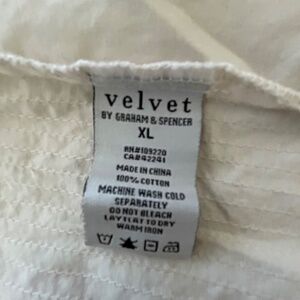 velvet
BY GRAHAM & SPENCER
XL
RN#109220
CA#42241
MADE IN CHINA
100% COTTON
MACHINE WASH COLD
SEPARATELY
DO NOT BLEACH
LAY FLAT TO DRY
WARM IRON